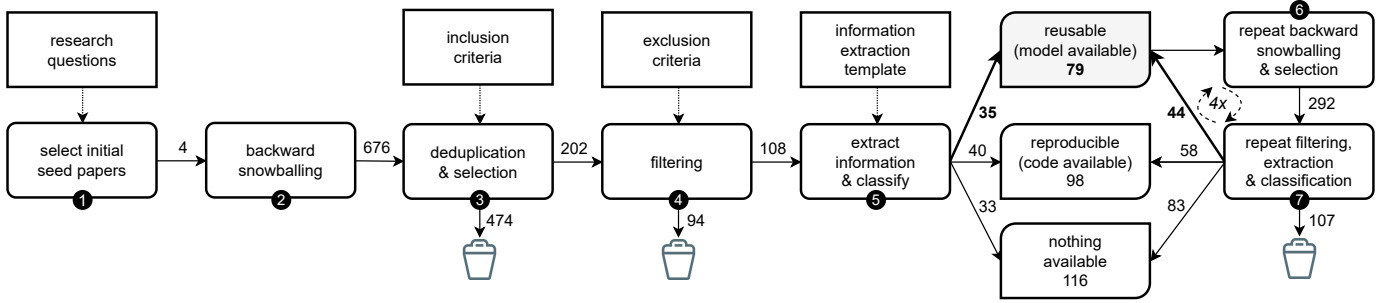 research
questions
inclusion
criteria
exclusion
criteria
information
extraction
template
reusable
(model available)
79
6
repeat backward
snowballing
& selection
35
44
4x
292
select initial
seed papers
1
4
backward
snowballing
2
676
deduplication
& selection
3
202
filtering
4
108
extract
information
& classify
5
40
reproducible
(code available)
98
58
repeat filtering,
extraction
& classification
7
474
94
33
83
107
nothing
available
116